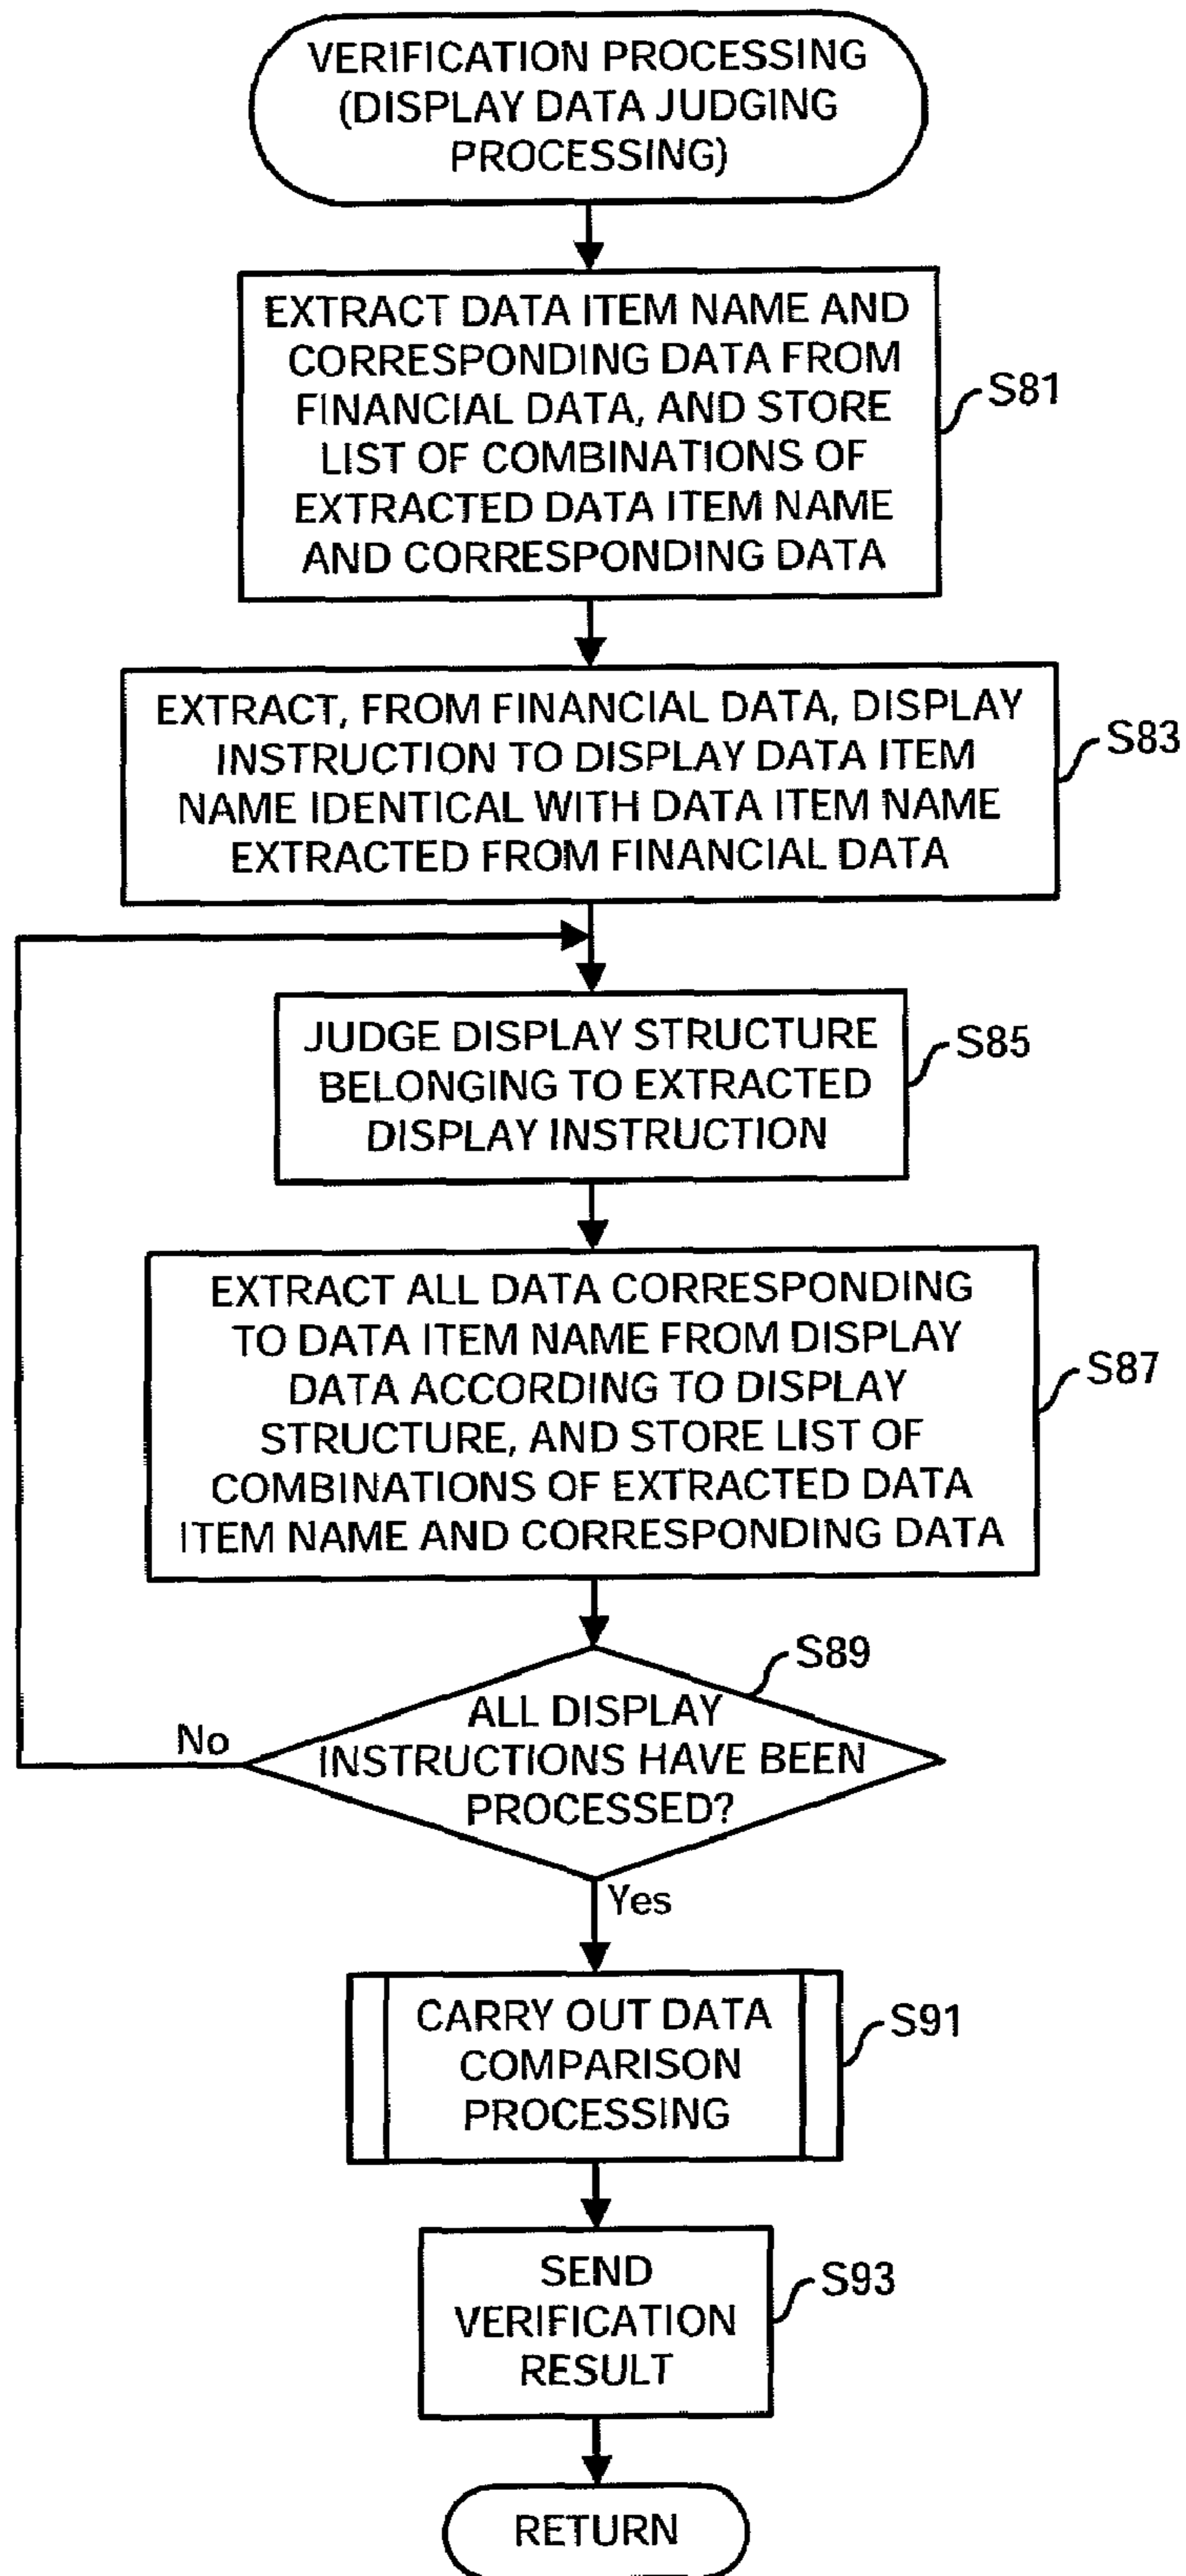 VERIFICATION PROCESSING
(DISPLAY DATA JUDGING
PROCESSING)
EXTRACT DATA ITEM NAME AND
CORRESPONDING DATA FROM
FINANCIAL DATA, AND STORE
LIST OF COMBINATIONS OF
EXTRACTED DATA ITEM NAME
AND CORRESPONDING DATA
S81
EXTRACT, FROM FINANCIAL DATA, DISPLAY
INSTRUCTION TO DISPLAY DATA ITEM
NAME IDENTICAL WITH DATA ITEM NAME
EXTRACTED FROM FINANCIAL DATA
S83
JUDGE DISPLAY STRUCTURE
BELONGING TO EXTRACTED
DISPLAY INSTRUCTION
S85
EXTRACT ALL DATA CORRESPONDING
TO DATA ITEM NAME FROM DISPLAY
DATA ACCORDING TO DISPLAY
STRUCTURE, AND STORE LIST OF
COMBINATIONS OF EXTRACTED DATA
ITEM NAME AND CORRESPONDING DATA
S87
S89
ALL DISPLAY
INSTRUCTIONS HAVE BEEN
PROCESSED?
No
Yes
CARRY OUT DATA
COMPARISON
PROCESSING
S91
SEND
VERIFICATION
RESULT
S93
RETURN